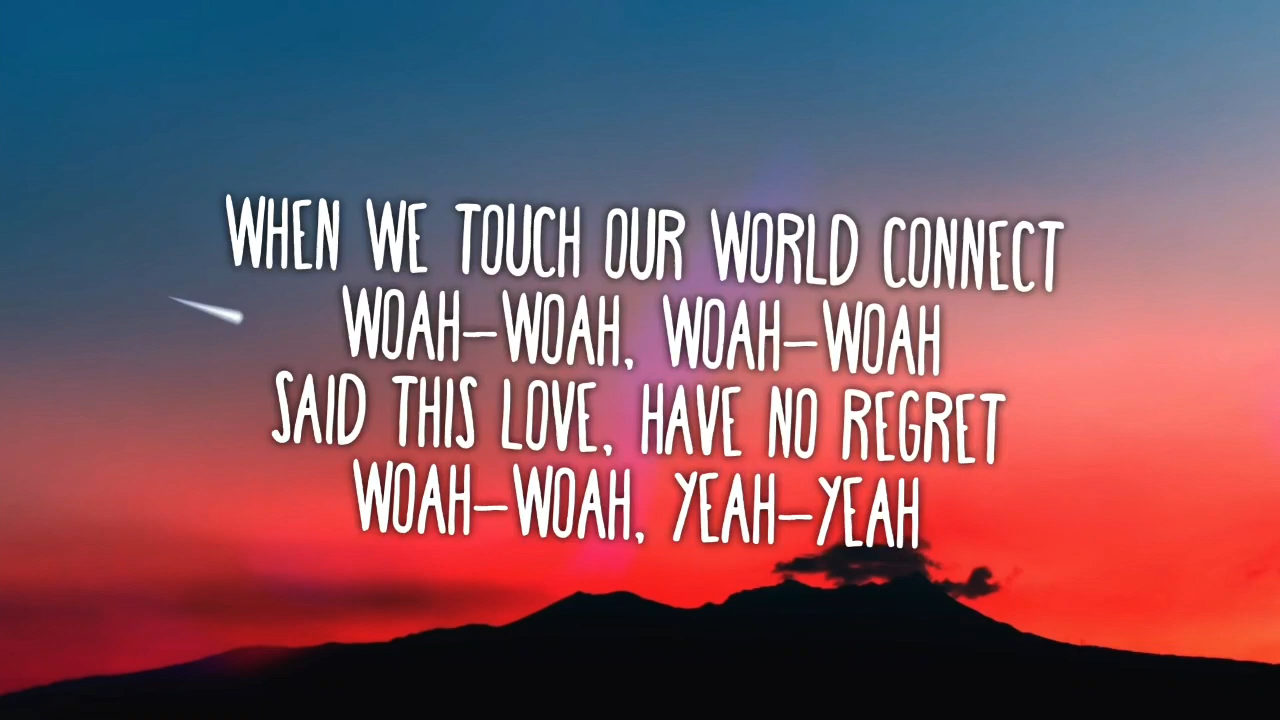 WHEN WE TOUCH OUR WORLD CONNECT
WOAH–WOAH, WOAH–WOAH
SAID THIS LOVE, HAVE NO REGRET
WOAH–WOAH, YEAH–YEAH